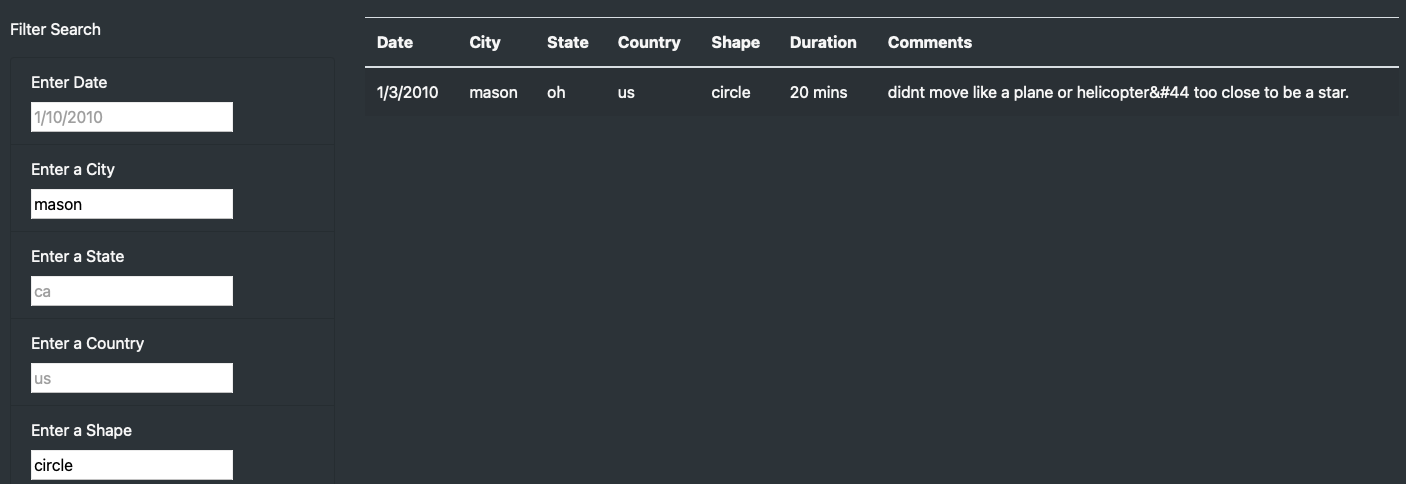 Filter Search
Enter Date
1/10/2010
Enter a City
mason
Enter a State
ca
Enter a Country
us
Enter a Shape
circle
Date City State Country Shape Duration Comments
1/3/2010 mason oh us circle 20 mins didnt move like a plane or helicopter&#44 too close to be a star.